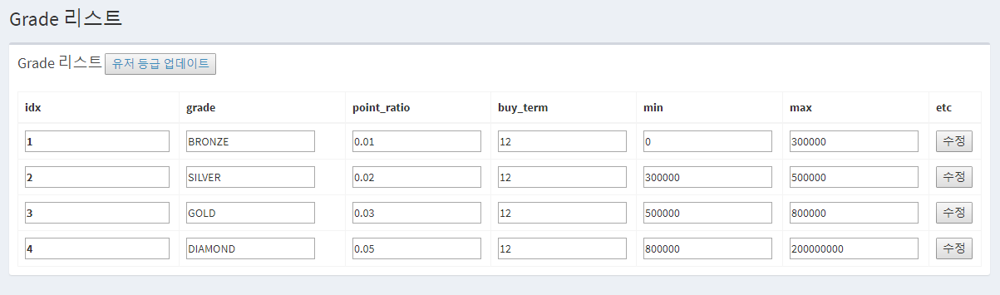 Grade 리스트
Grade 리스트 유저 등급 업데이트
idx grade point_ratio buy_term min max etc
1 BRONZE 0.01 12 0 300000 수정
2 SILVER 0.02 12 300000 500000 수정
3 GOLD 0.03 12 500000 800000 수정
4 DIAMOND 0.05 12 800000 200000000 수정